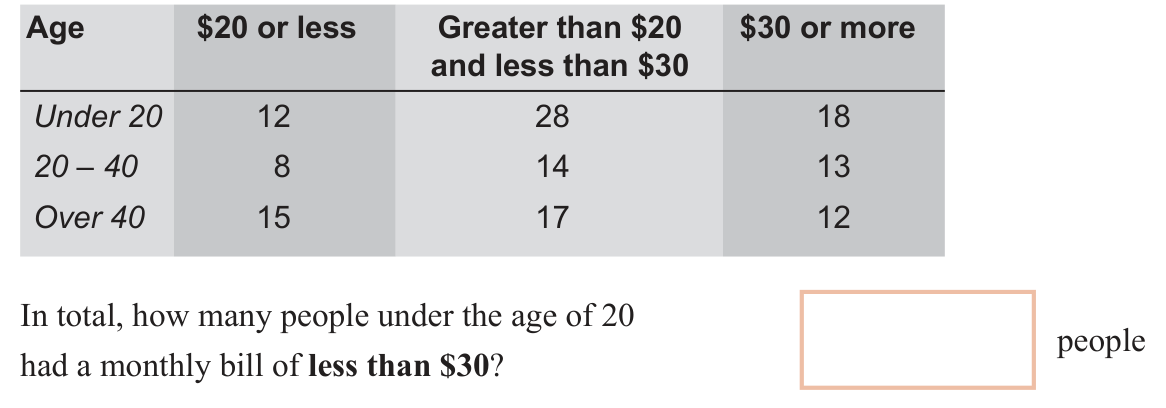 Age $20 or less Greater than $20 and less than $30 $30 or more
Under 20 12 28 18
20 – 40 8 14 13
Over 40 15 17 12
In total, how many people under the age of 20
had a monthly bill of less than $30?
people